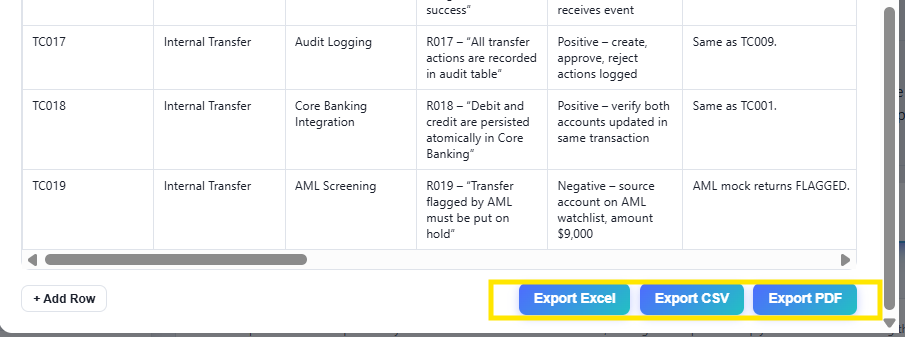 success”
receives event
TC017
Internal Transfer
Audit Logging
R017 – “All transfer
actions are recorded
in audit table”
Positive – create,
approve, reject
actions logged
Same as TC009.
TC018
Internal Transfer
Core Banking
Integration
R018 – “Debit and
credit are persisted
atomically in Core
Banking”
Positive – verify both
accounts updated in
same transaction
Same as TC001.
TC019
Internal Transfer
AML Screening
R019 – “Transfer
flagged by AML
must be put on
hold”
Negative – source
account on AML
watchlist, amount
$9,000
AML mock returns FLAGGED.
+ Add Row
Export Excel
Export CSV
Export PDF